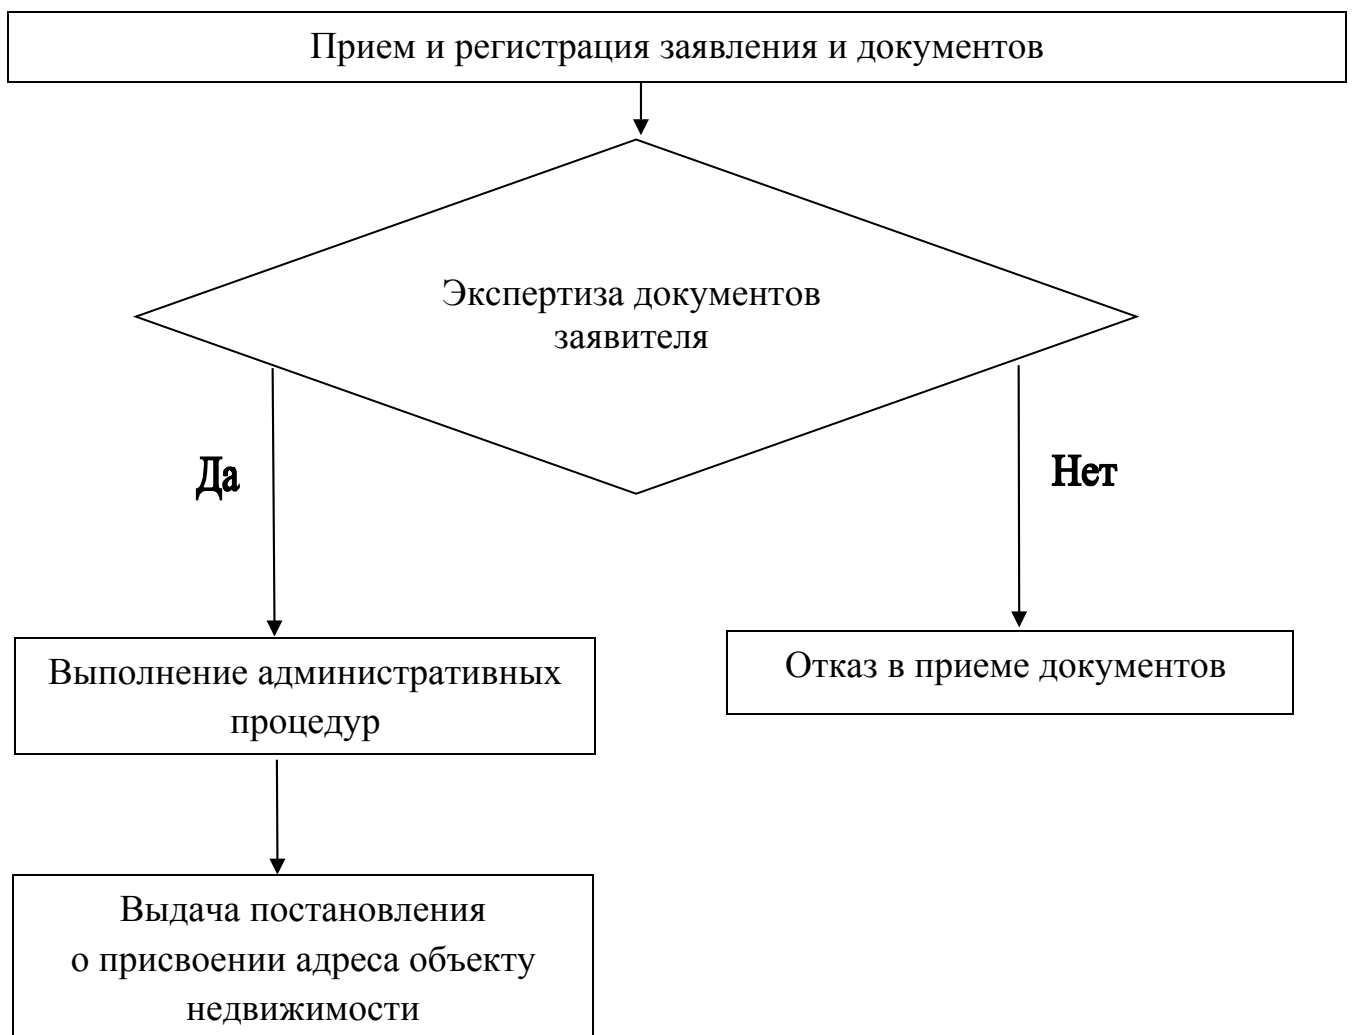 Прием и регистрация заявления и документов
Экспертиза документов
заявителя
Да
Нет
Выполнение административных
процедур
Отказ в приеме документов
Выдача постановления
о присвоении адреса объекту
недвижимости